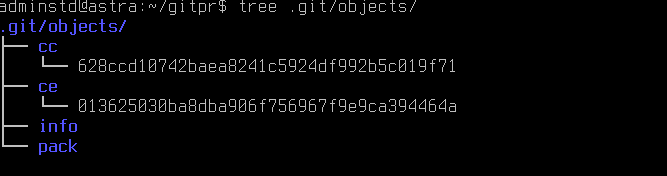 adminstd@astra:~/gitpr$ tree .git/objects/
.git/objects/
├── cc
│   └── 628ccd10742baea8241c5924df992b5c019f71
├── ce
│   └── 013625030ba8dba906f756967f9e9ca394464a
├── info
└── pack